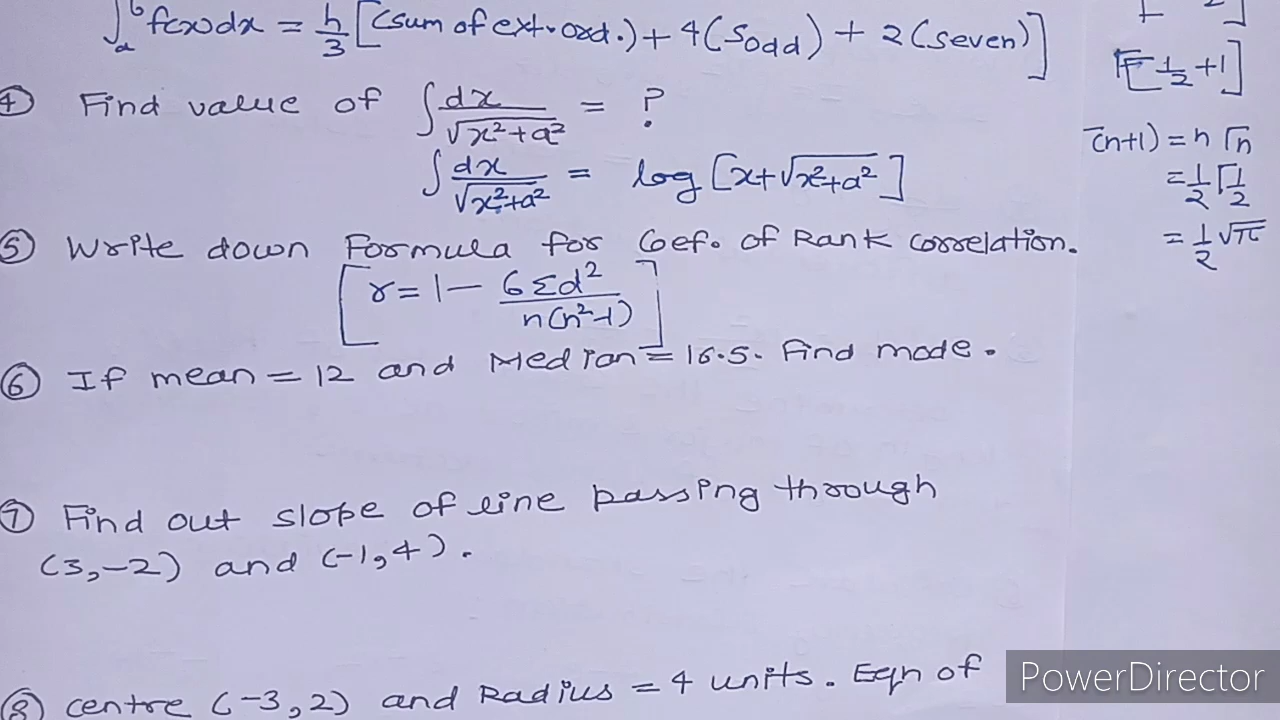 ∫ₐᵇ f(x)dx = h/3 [(sum of ext. ord.) + 4(Sodd) + 2(Seven)]
④ Find value of ∫ dx/√x²+a² = ?
∫ dx/√x²+a² = log [x+√x²+a²]
⑤ Write down Formula for Coef. of Rank correlation.
[r = 1 - 6Σd²/n(n²-1)]
⑥ If mean = 12 and Median = 16.5. Find mode.
⑦ Find out slope of line passing through
(3,-2) and (-1,4).
⑧ centre (-3,2) and Radius = 4 units. Eqn of
[Γ 1/2 +1]
(n+1) = n Γn
= 1/2 Γ1/2
= 1/2 √π
PowerDirector